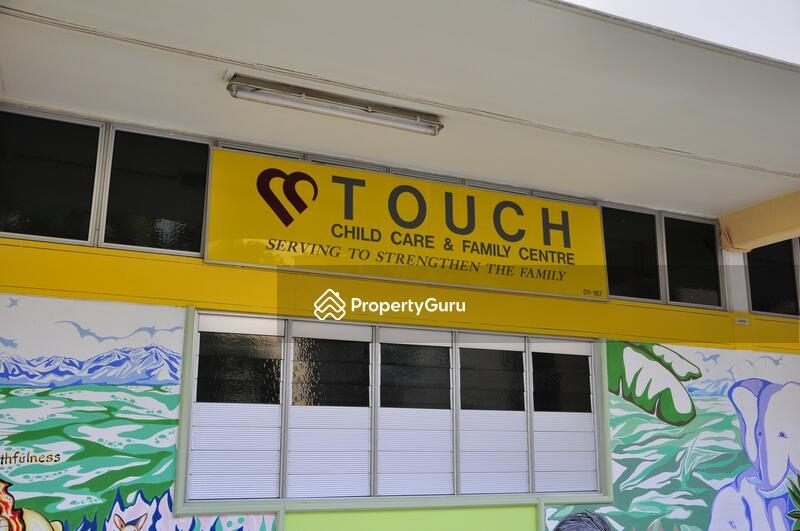 TOUCH
CHILD CARE & FAMILY CENTRE
SERVING TO STRENGTHEN THE FAMILY
01-167
PropertyGuru
thfulness